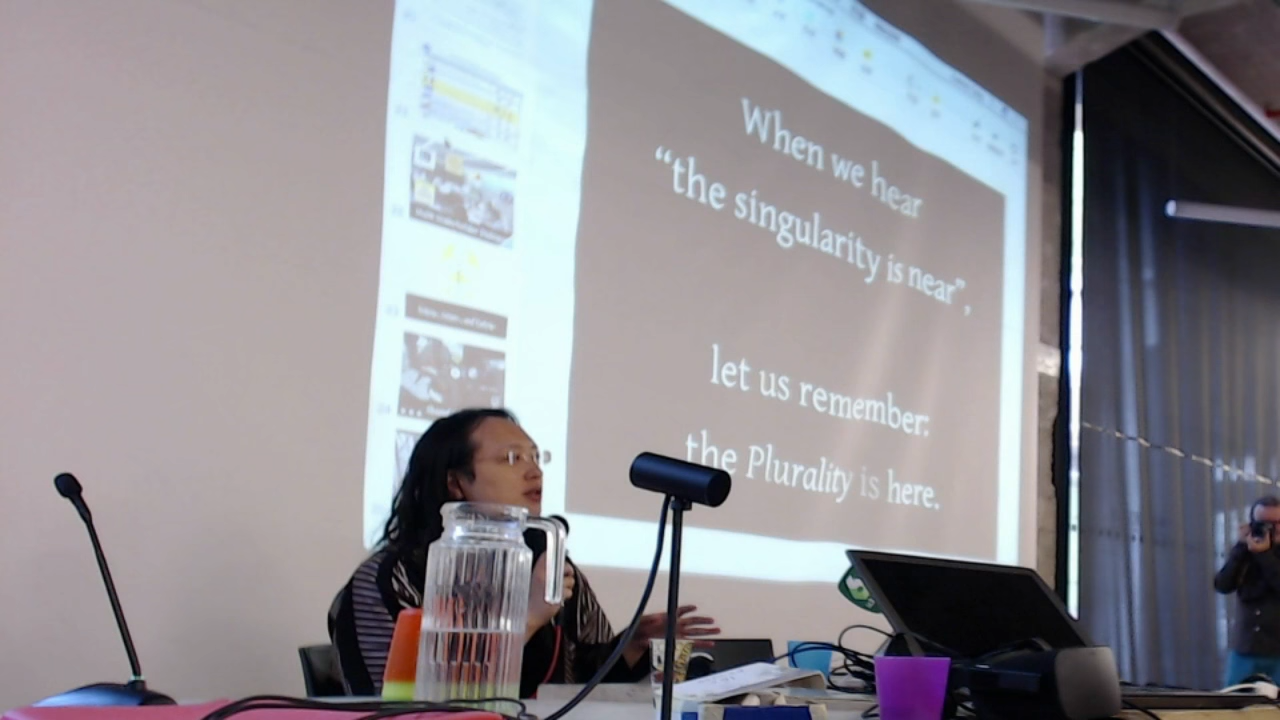 When we hear
“the singularity is near”,
let us remember:
the Plurality is here.